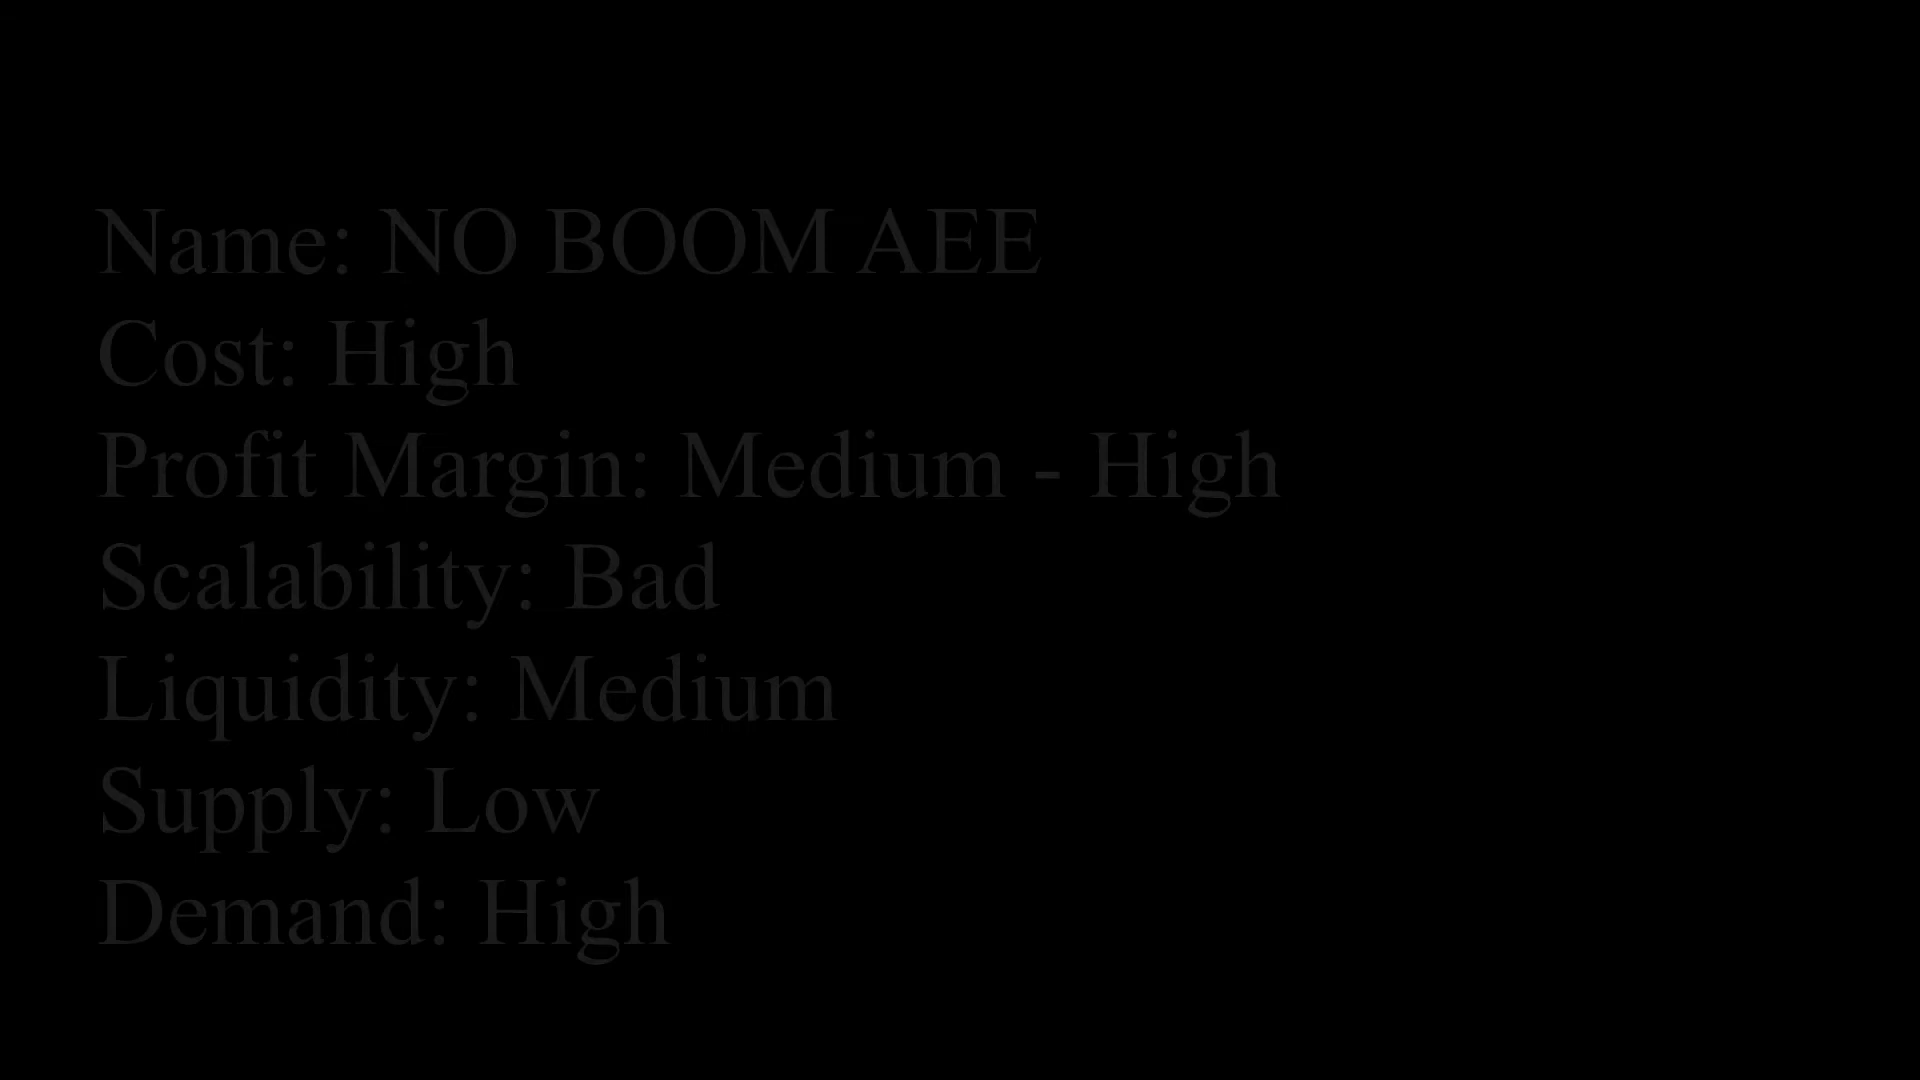 Name: NO BOOM AEE
Cost: High
Profit Margin: Medium - High
Scalability: Bad
Liquidity: Medium
Supply: Low
Demand: High